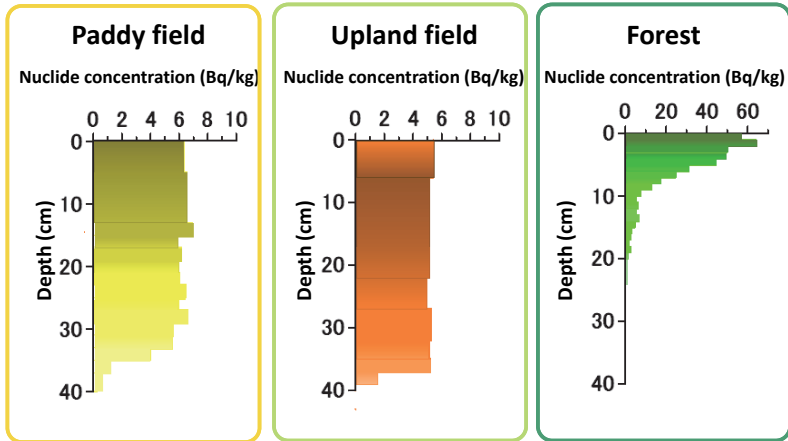 Paddy field
Nuclide concentration (Bq/kg)
0 2 4 6 8 10
0
10
20
30
40
Depth (cm)
Upland field
Nuclide concentration (Bq/kg)
0 2 4 6 8 10
0
10
20
30
40
Depth (cm)
Forest
Nuclide concentration (Bq/kg)
0 20 40 60
0
10
20
30
40
Depth (cm)